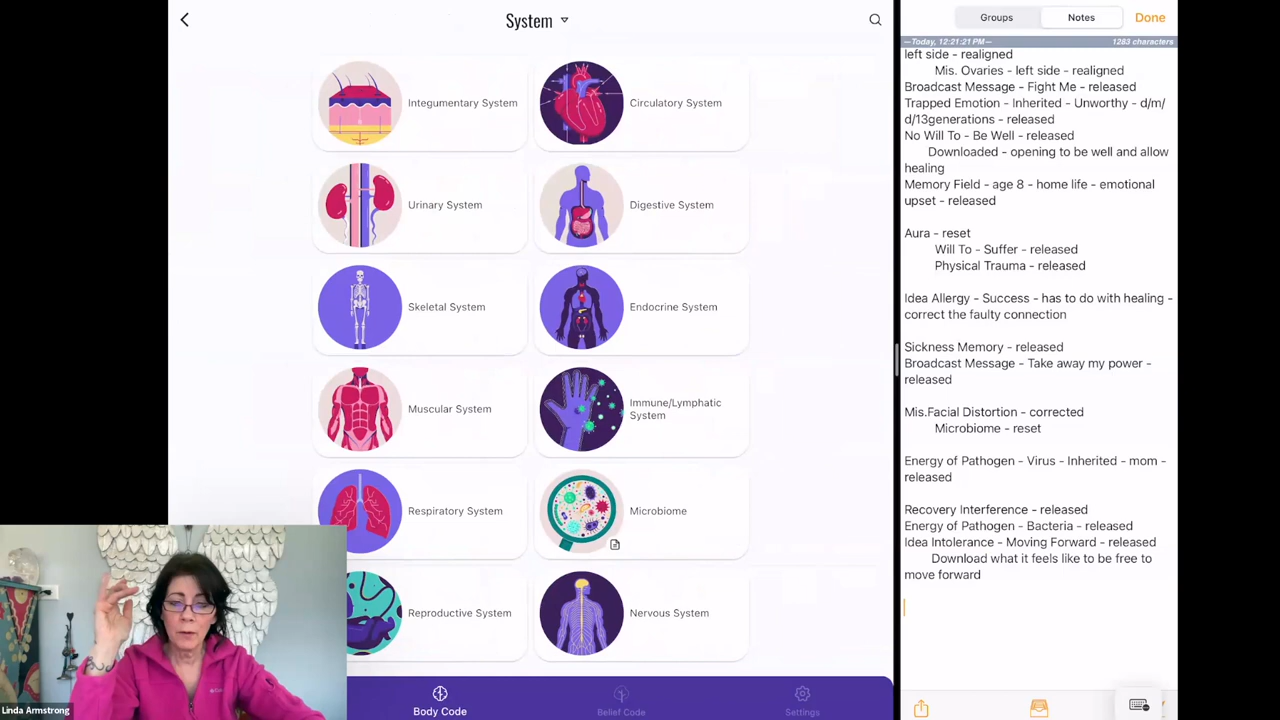 System
Integumentary System
Circulatory System
Urinary System
Digestive System
Skeletal System
Endocrine System
Muscular System
Immune/Lymphatic
System
Respiratory System
Microbiome
Reproductive System
Nervous System
Body Code
Belief Code
Settings
Linda Armstrong
Groups
Notes
Done
—Today, 12:21:21 PM—
1283 characters
left side - realigned
Mis. Ovaries - left side - realigned
Broadcast Message - Fight Me - released
Trapped Emotion - Inherited - Unworthy - d/m/
d/13generations - released
No Will To - Be Well - released
Downloaded - opening to be well and allow
healing
Memory Field - age 8 - home life - emotional
upset - released
Aura - reset
Will To - Suffer - released
Physical Trauma - released
Idea Allergy - Success - has to do with healing -
correct the faulty connection
Sickness Memory - released
Broadcast Message - Take away my power -
released
Mis.Facial Distortion - corrected
Microbiome - reset
Energy of Pathogen - Virus - Inherited - mom -
released
Recovery Interference - released
Energy of Pathogen - Bacteria - released
Idea Intolerance - Moving Forward - released
Download what it feels like to be free to
move forward